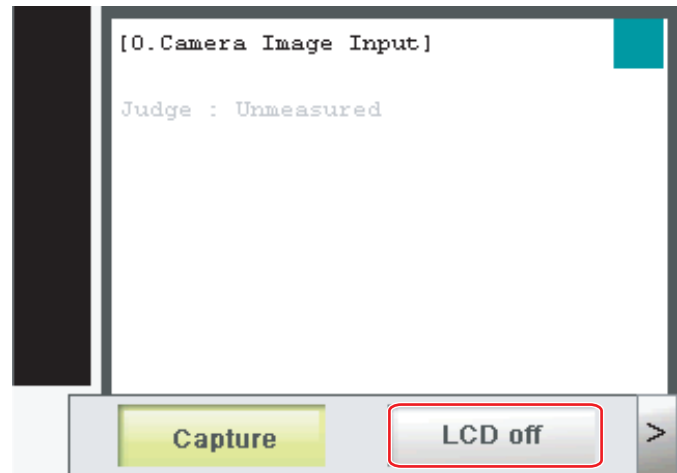 [0.Camera Image Input]
Judge : Unmeasured
Capture
LCD off
>